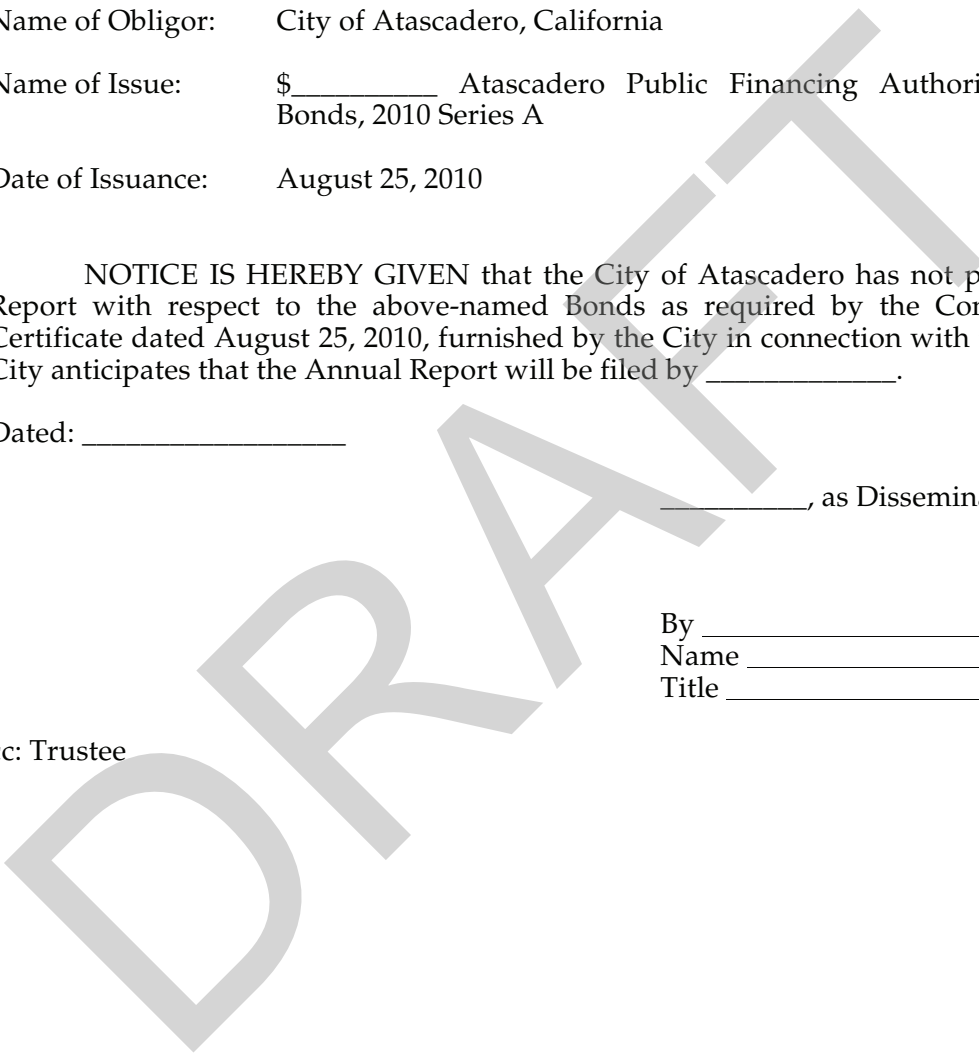 Name of Obligor: City of Atascadero, California
Name of Issue: $__________ Atascadero Public Financing
Bonds, 2010 Series A
Date of Issuance: August 25, 2010
NOTICE IS HEREBY GIVEN that the City of Atascadero has not
Report with respect to the above-named Bonds as required by the
Certificate dated August 25, 2010, furnished by the City in connection with
City anticipates that the Annual Report will be filed by _____________.
Dated: __________________
__________, as
By
Name
Title
cc: Trustee
DRAFT